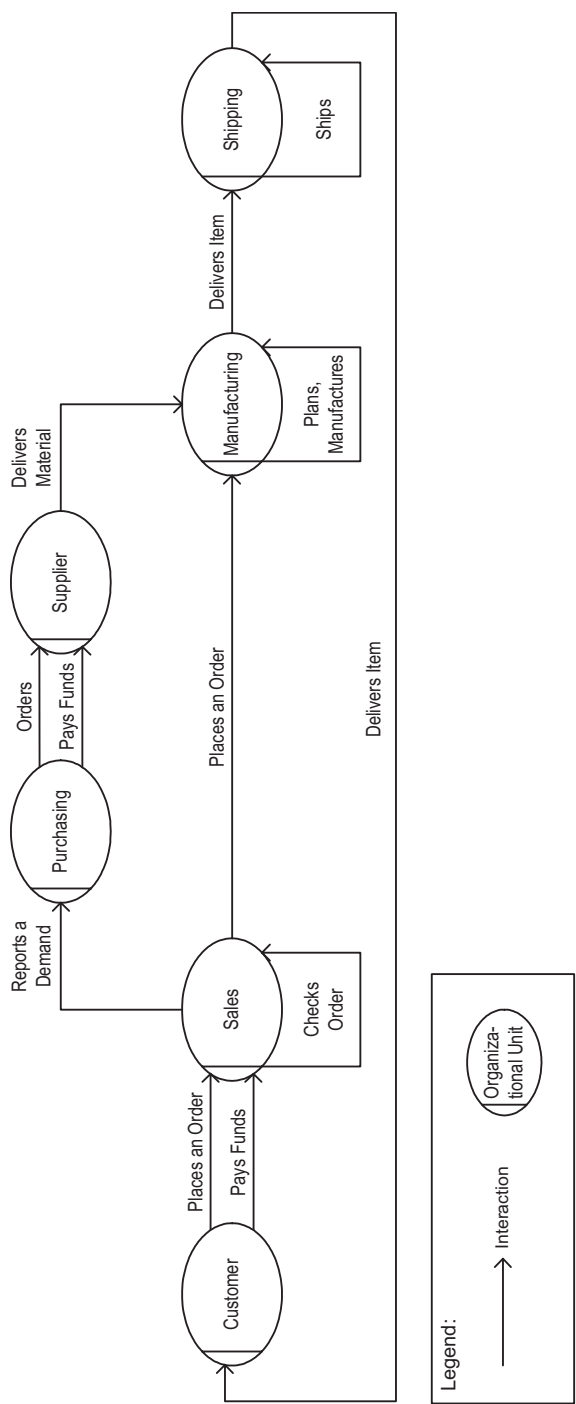 Reports a
Demand
Purchasing
Orders
Pays Funds
Supplier
Delivers
Material
Customer
Places an Order
Pays Funds
Sales
Checks
Order
Places an Order
Manufacturing
Plans,
Manufactures
Delivers Item
Shipping
Ships
Delivers Item
Legend:
Interaction
Organiza-
tional Unit